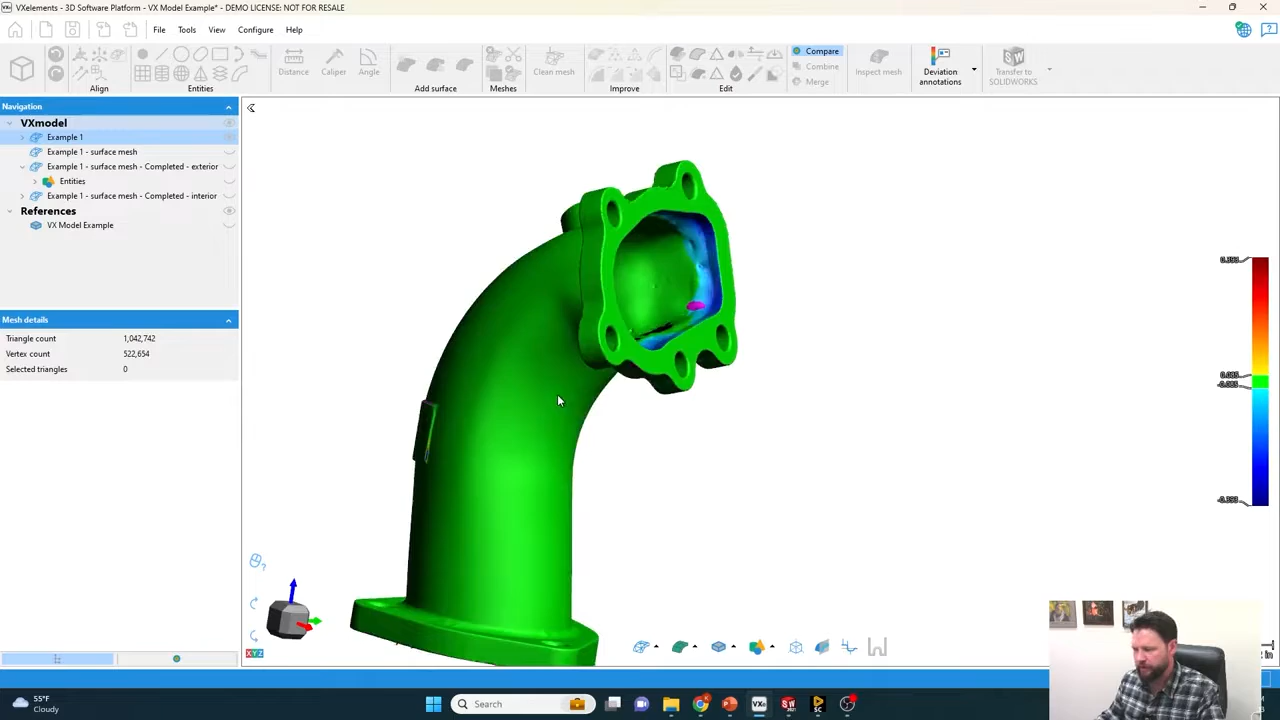 VXelements - 3D Software Platform - VX Model Example* - DEMO LICENSE: NOT FOR RESALE
File Tools View Configure Help
Align
Entities
Distance
Caliper
Angle
Add surface
Meshes
Clean mesh
Improve
Edit
Compare
Combine
Merge
Inspect mesh
Deviation
annotations
Transfer to
SOLIDWORKS
Navigation
VXmodel
Example 1
Example 1 - surface mesh
Example 1 - surface mesh - Completed - exterior
Entities
Example 1 - surface mesh - Completed - interior
References
VX Model Example
Mesh details
Triangle count 1,042,742
Vertex count 522,654
Selected triangles 0
XYZ
55°F
Cloudy
Search